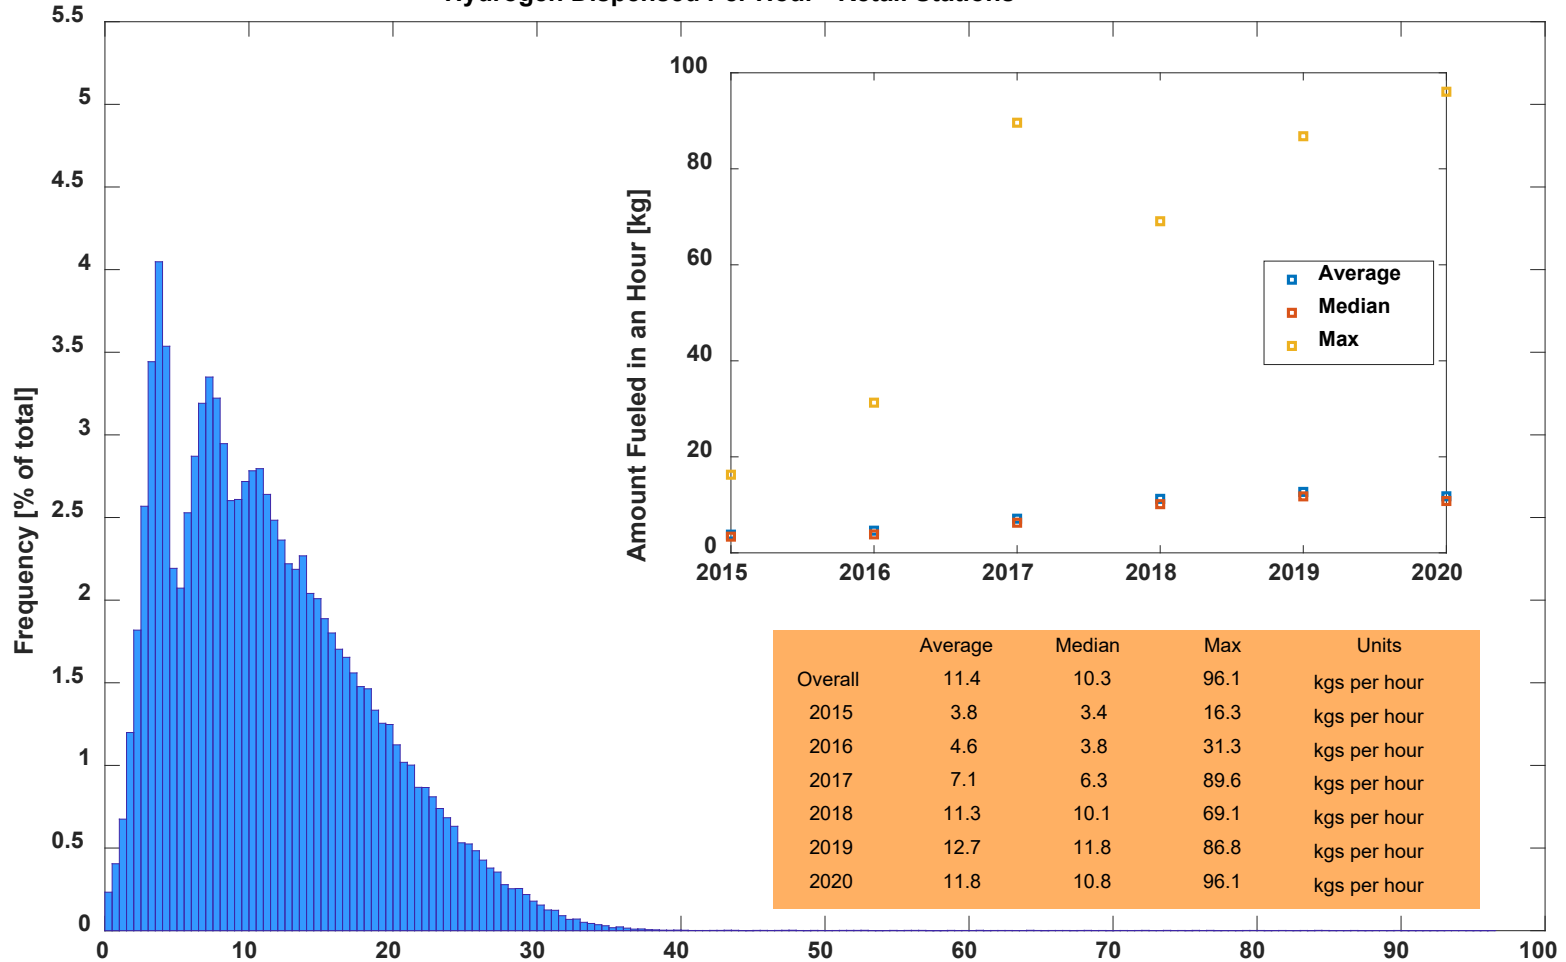 Hydrogen Dispensed Per Hour - Retail Stations
5.5
5
4.5
4
3.5
3
2.5
2
1.5
1
0.5
0
Frequency [% of total]
0 10 20 30 40 50 60 70 80 90 100
100
80
60
40
20
0
Amount Fueled in an Hour [kg]
2015 2016 2017 2018 2019 2020
Average
Median
Max
Average Median Max Units
Overall 11.4 10.3 96.1 kgs per hour
2015 3.8 3.4 16.3 kgs per hour
2016 4.6 3.8 31.3 kgs per hour
2017 7.1 6.3 89.6 kgs per hour
2018 11.3 10.1 69.1 kgs per hour
2019 12.7 11.8 86.8 kgs per hour
2020 11.8 10.8 96.1 kgs per hour